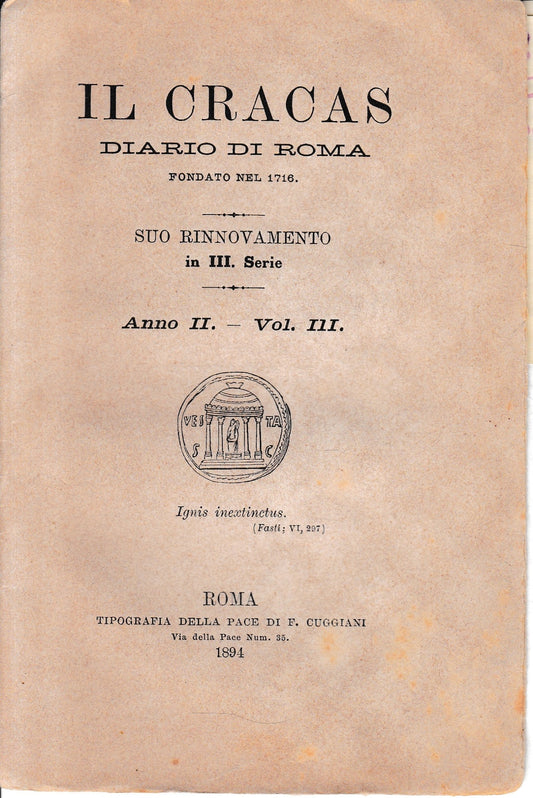 IL CRACAS
DIARIO DI ROMA
FONDATO NEL 1716.
SUO RINNOVAMENTO
in III. Serie
Anno II. — Vol. III.
VES TA
S C
Ignis inextinctus.
(Fasti; VI, 297)
ROMA
TIPOGRAFIA DELLA PACE DI F. CUGGIANI
Via della Pace Num. 35.
1894